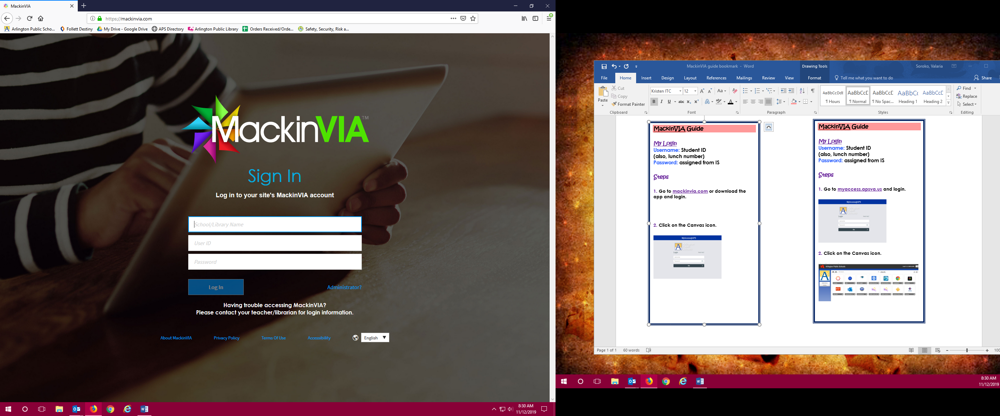 MackinVIA
https://mackinvia.com
Arlington Public Scho...
Follett Destiny
My Drive - Google Drive
APS Directory
Arlington Public Library
Orders Received/Orde...
Safety, Security, Risk a...
MackinVIA™
Sign In
Log in to your site's MackinVIA account
School/Library Name
User ID
Password
Log In
Administrator?
Having trouble accessing MackinVIA?
Please contact your teacher/librarian for login information.
About MackinVIA
Privacy Policy
Terms Of Use
Accessibility
English
8:30 AM
11/12/2019
MackinVIA guide bookmark - Word
Drawing Tools
Soroko, Valaria
File
Home
Insert
Design
Layout
References
Mailings
Review
View
Format
Tell me what you want to do
Share
Paste
Cut
Copy
Format Painter
Clipboard
Kristen ITC
12
Font
Paragraph
AaBbCcDdE
¶ Hours
AaBbCcD
¶ Normal
AaBbCcD
¶ No Spac...
AaBbCc
Heading 1
AaBbCcD
Heading 2
Styles
Find
Replace
Select
Editing
MackinVIA Guide
My Login
Username: Student ID
(also, lunch number)
Password: assigned from IS
Steps
1. Go to mackinvia.com or download the
app and login.
2. Click on the Canvas icon.
MyAccess@APS
Login
MackinVIA Guide
My Login
Username: Student ID
(also, lunch number)
Password: assigned from IS
Steps
1. Go to myaccess.apsva.us and login.
MyAccess@APS
Login
2. Click on the Canvas icon.
Arlington Public Schools
Page 1 of 1
60 words
100
8:30 AM
11/12/2019